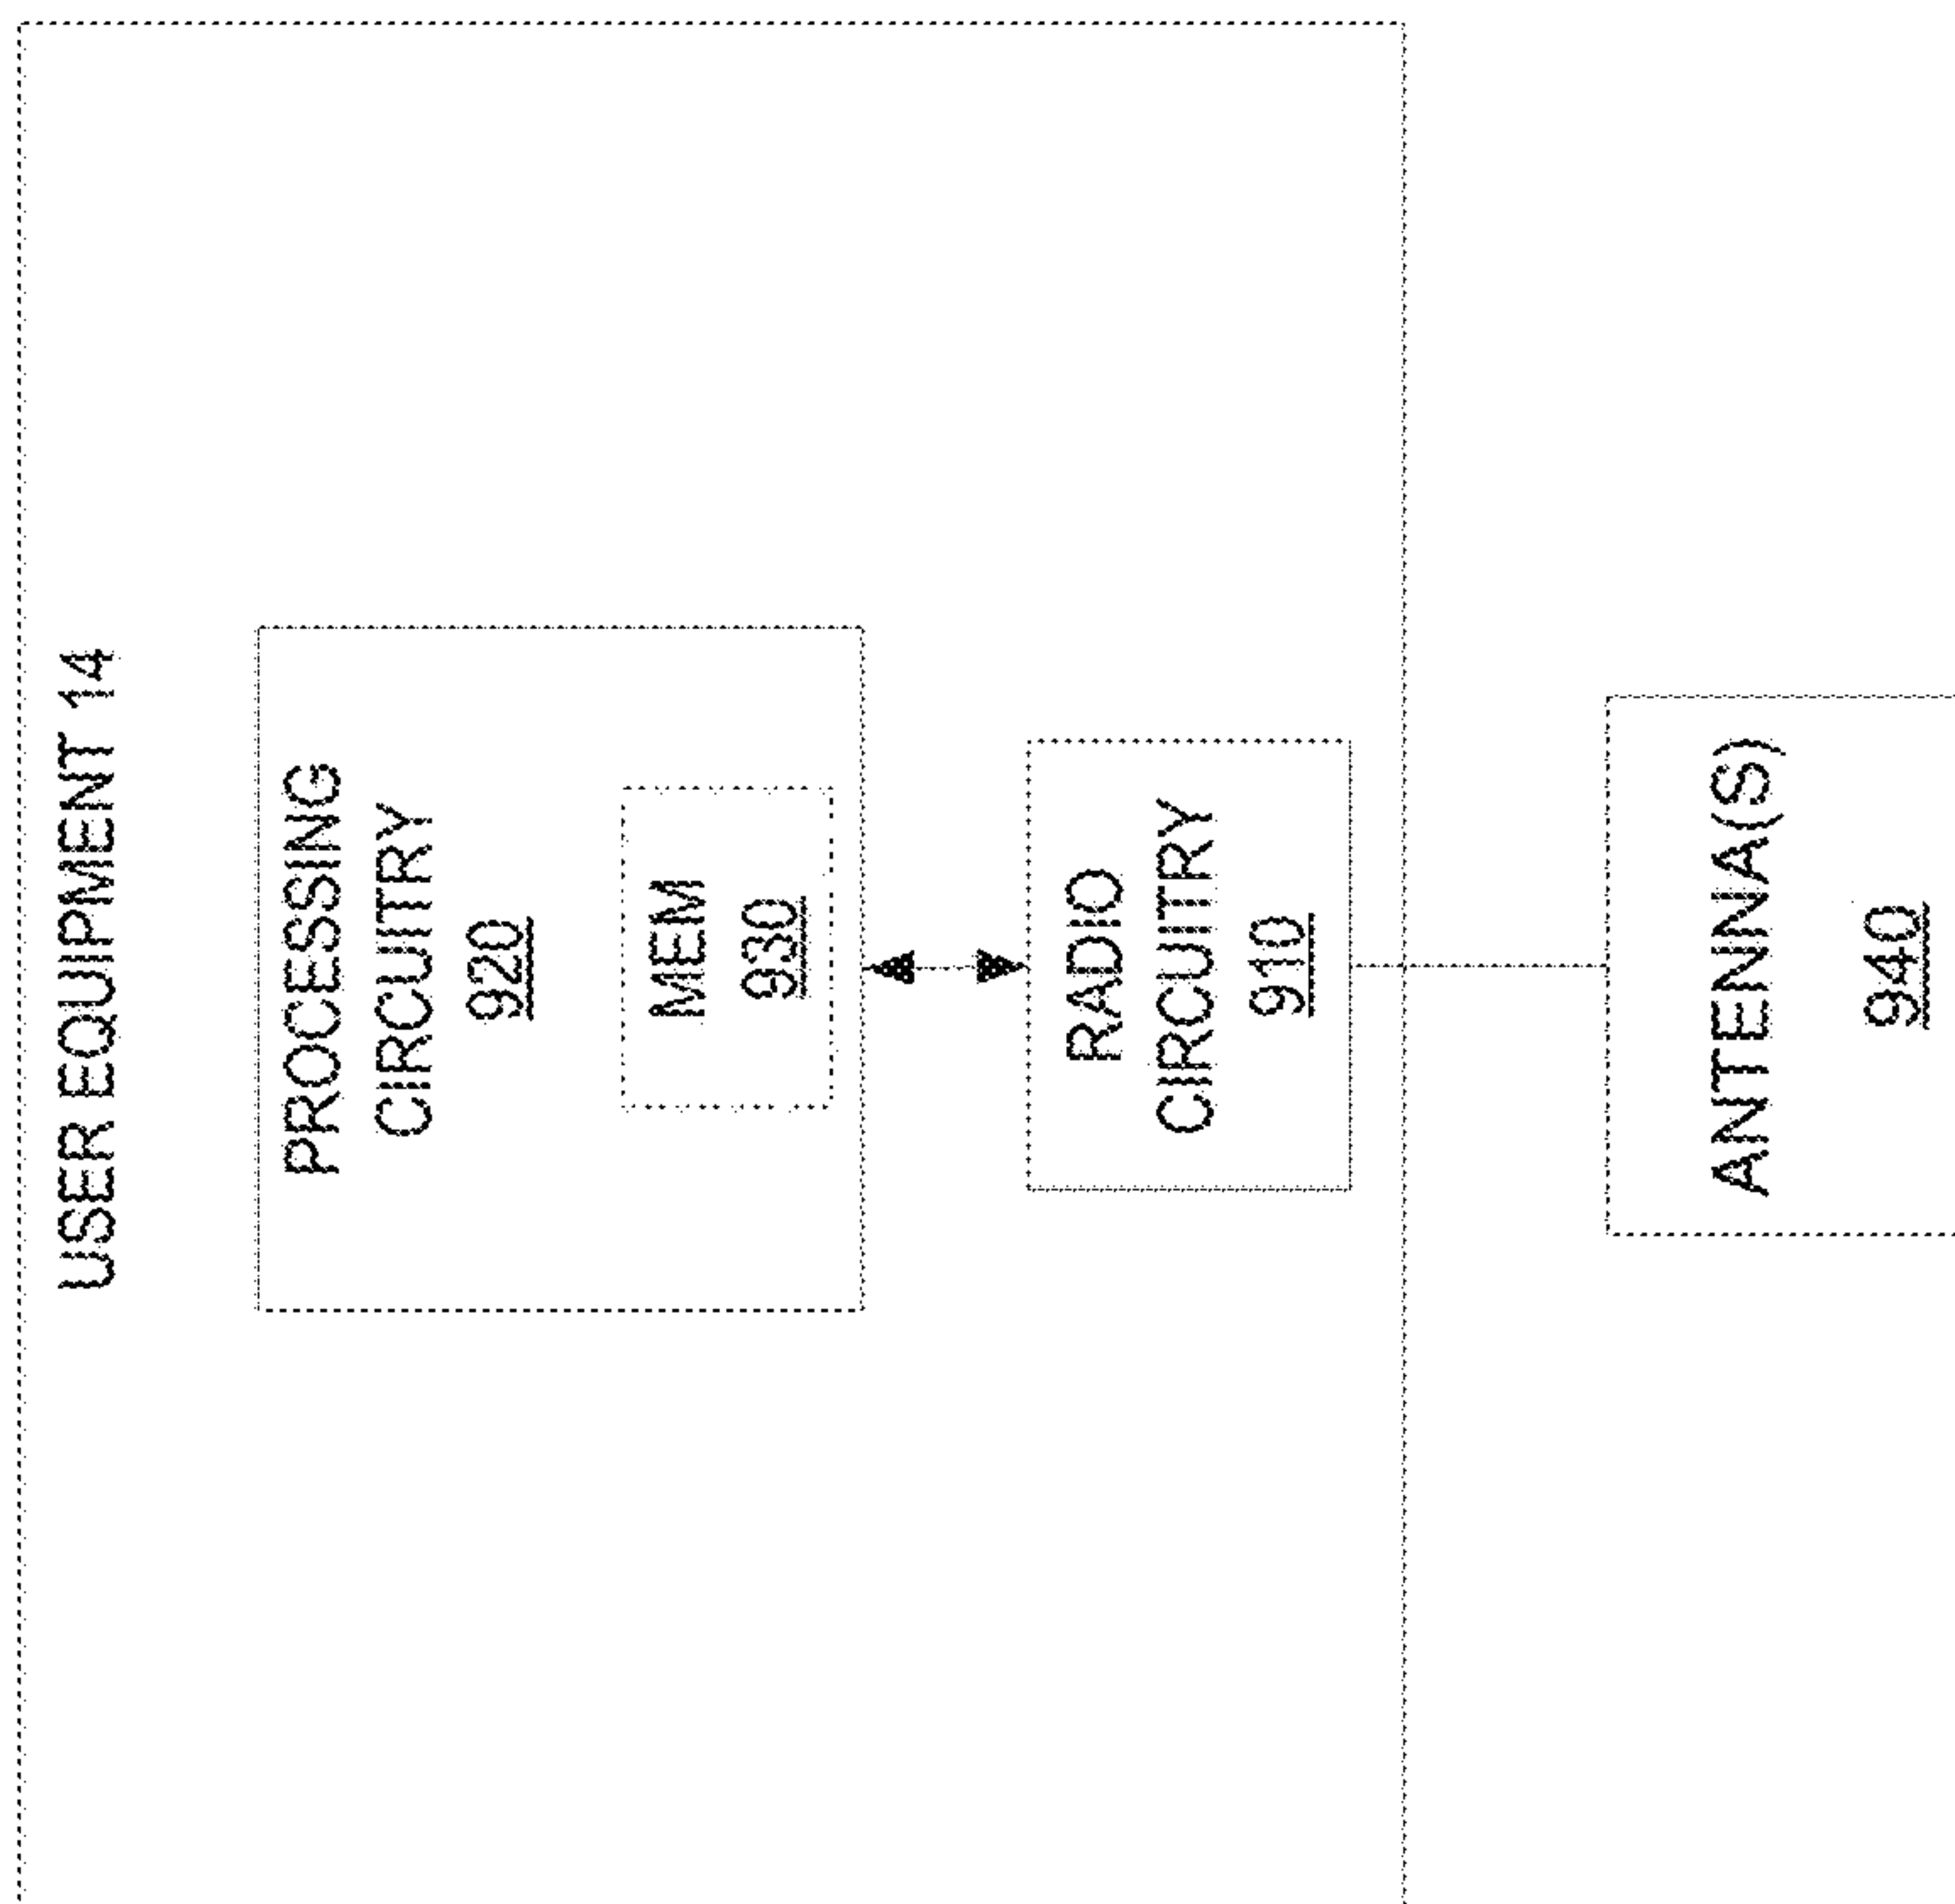 USER EQUIPMENT 14
PROCESSING
CIRCUITRY
920
MEM
930
RADIO
CIRCUITRY
910
ANTENNA(S)
940